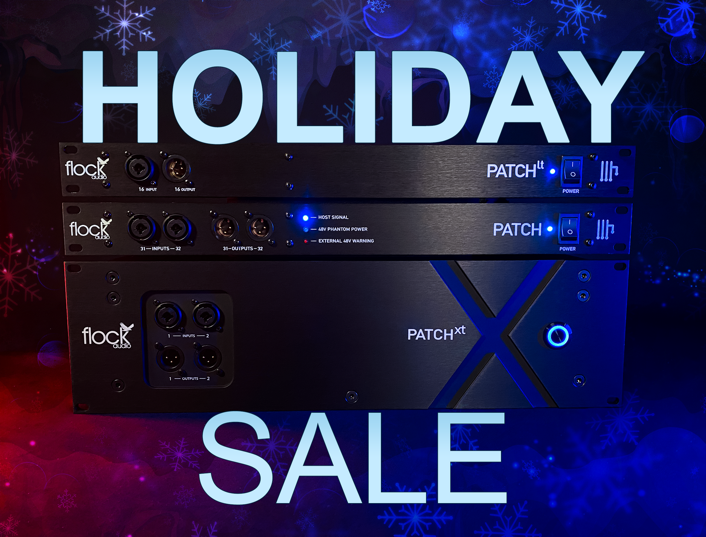 HOLIDAY
flock audio
16 INPUT
16 OUTPUT
PATCH lt
POWER
flock audio
31 — INPUTS — 32
31 — OUTPUTS — 32
HOST SIGNAL
48V PHANTOM POWER
EXTERNAL 48V WARNING
PATCH
POWER
flock audio
1 — INPUTS — 2
1 — OUTPUTS — 2
PATCH xt
SALE